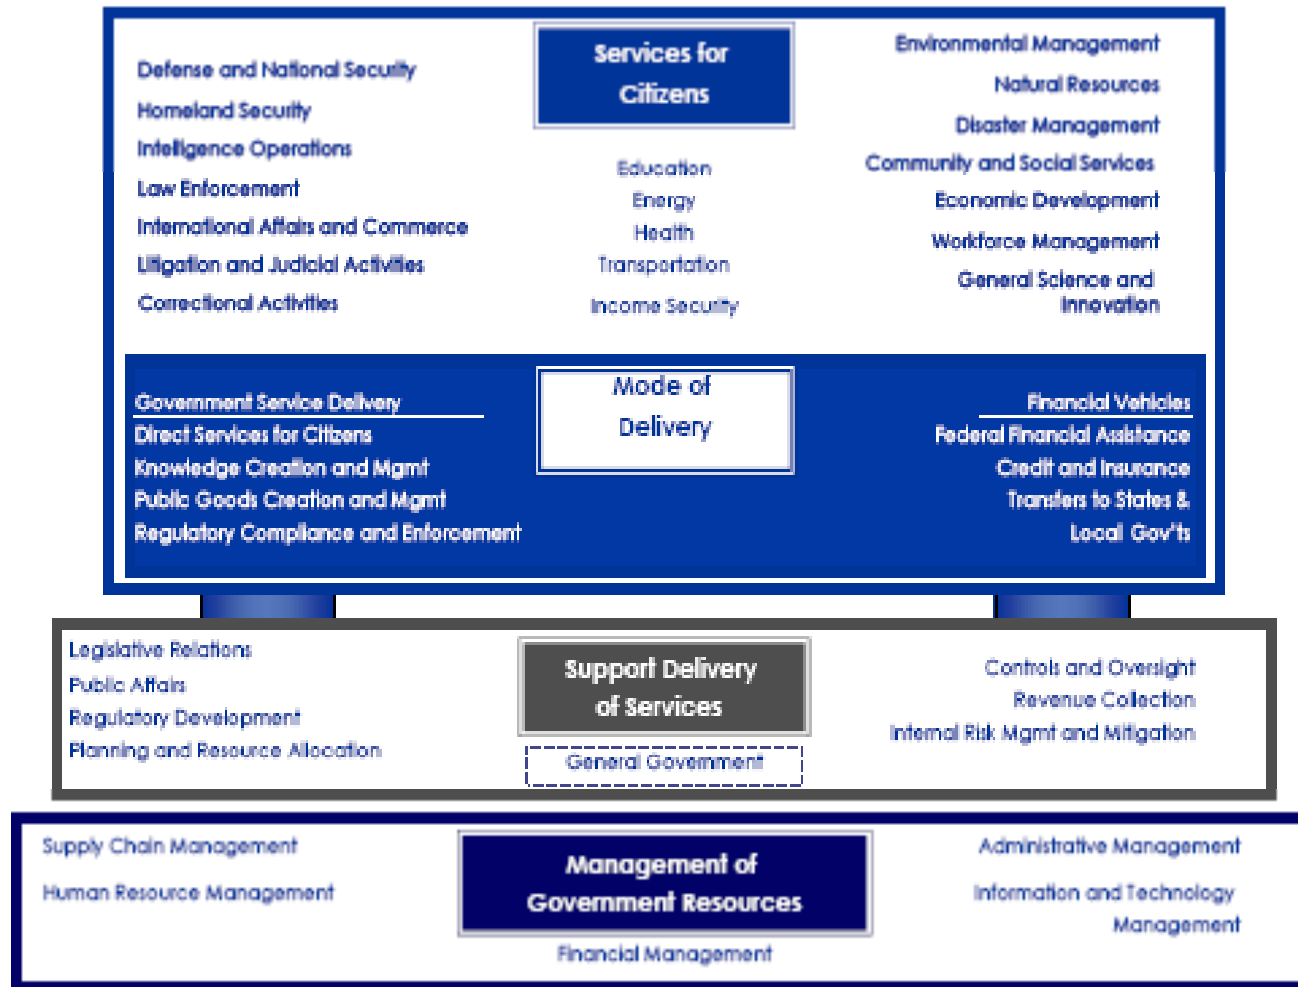 Services for
Citizens
Defense and National Security
Homeland Security
Intelligence Operations
Law Enforcement
International Affairs and Commerce
Litigation and Judicial Activities
Correctional Activities
Education
Energy
Health
Transportation
Income Security
Environmental Management
Natural Resources
Disaster Management
Community and Social Services
Economic Development
Workforce Management
General Science and
Innovation
Mode of
Delivery
Government Service Delivery
Direct Services for Citizens
Knowledge Creation and Mgmt
Public Goods Creation and Mgmt
Regulatory Compliance and Enforcement
Financial Vehicles
Federal Financial Assistance
Credit and Insurance
Transfers to States &
Local Gov'ts
Support Delivery
of Services
Legislative Relations
Public Affairs
Regulatory Development
Planning and Resource Allocation
General Government
Controls and Oversight
Revenue Collection
Internal Risk Mgmt and Mitigation
Management of
Government Resources
Supply Chain Management
Human Resource Management
Financial Management
Administrative Management
Information and Technology
Management